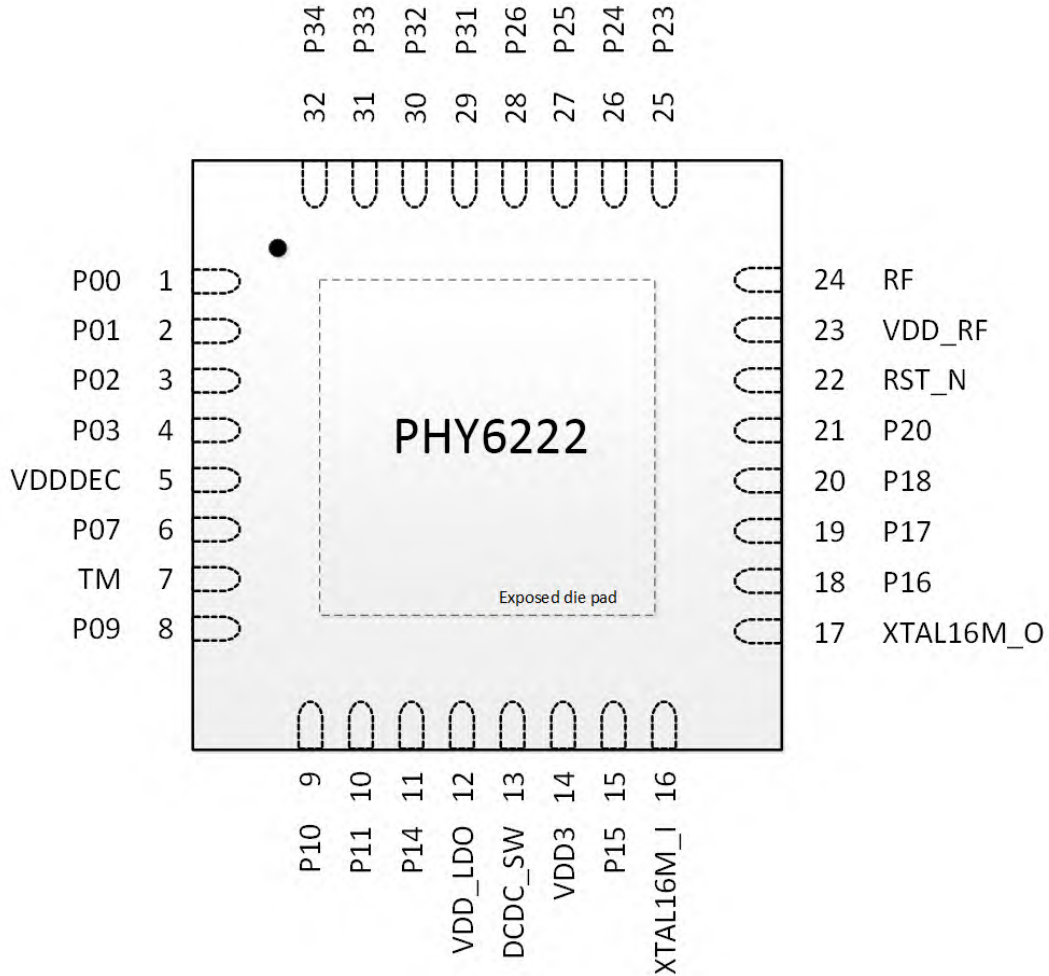 P34 P33 P32 P31 P26 P25 P24 P23
32 31 30 29 28 27 26 25
P00 1
P01 2
P02 3
P03 4
VDDDEC 5
P07 6
TM 7
P09 8
PHY6222
Exposed die pad
24 RF
23 VDD_RF
22 RST_N
21 P20
20 P18
19 P17
18 P16
17 XTAL16M_O
9 10 11 12 13 14 15 16
P10 P11 P14 VDD_LDO DCDC_SW VDD3 P15 XTAL16M_I